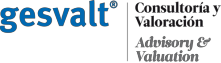 gesvalt®
Consultoría y
Valoración
Advisory &
Valuation